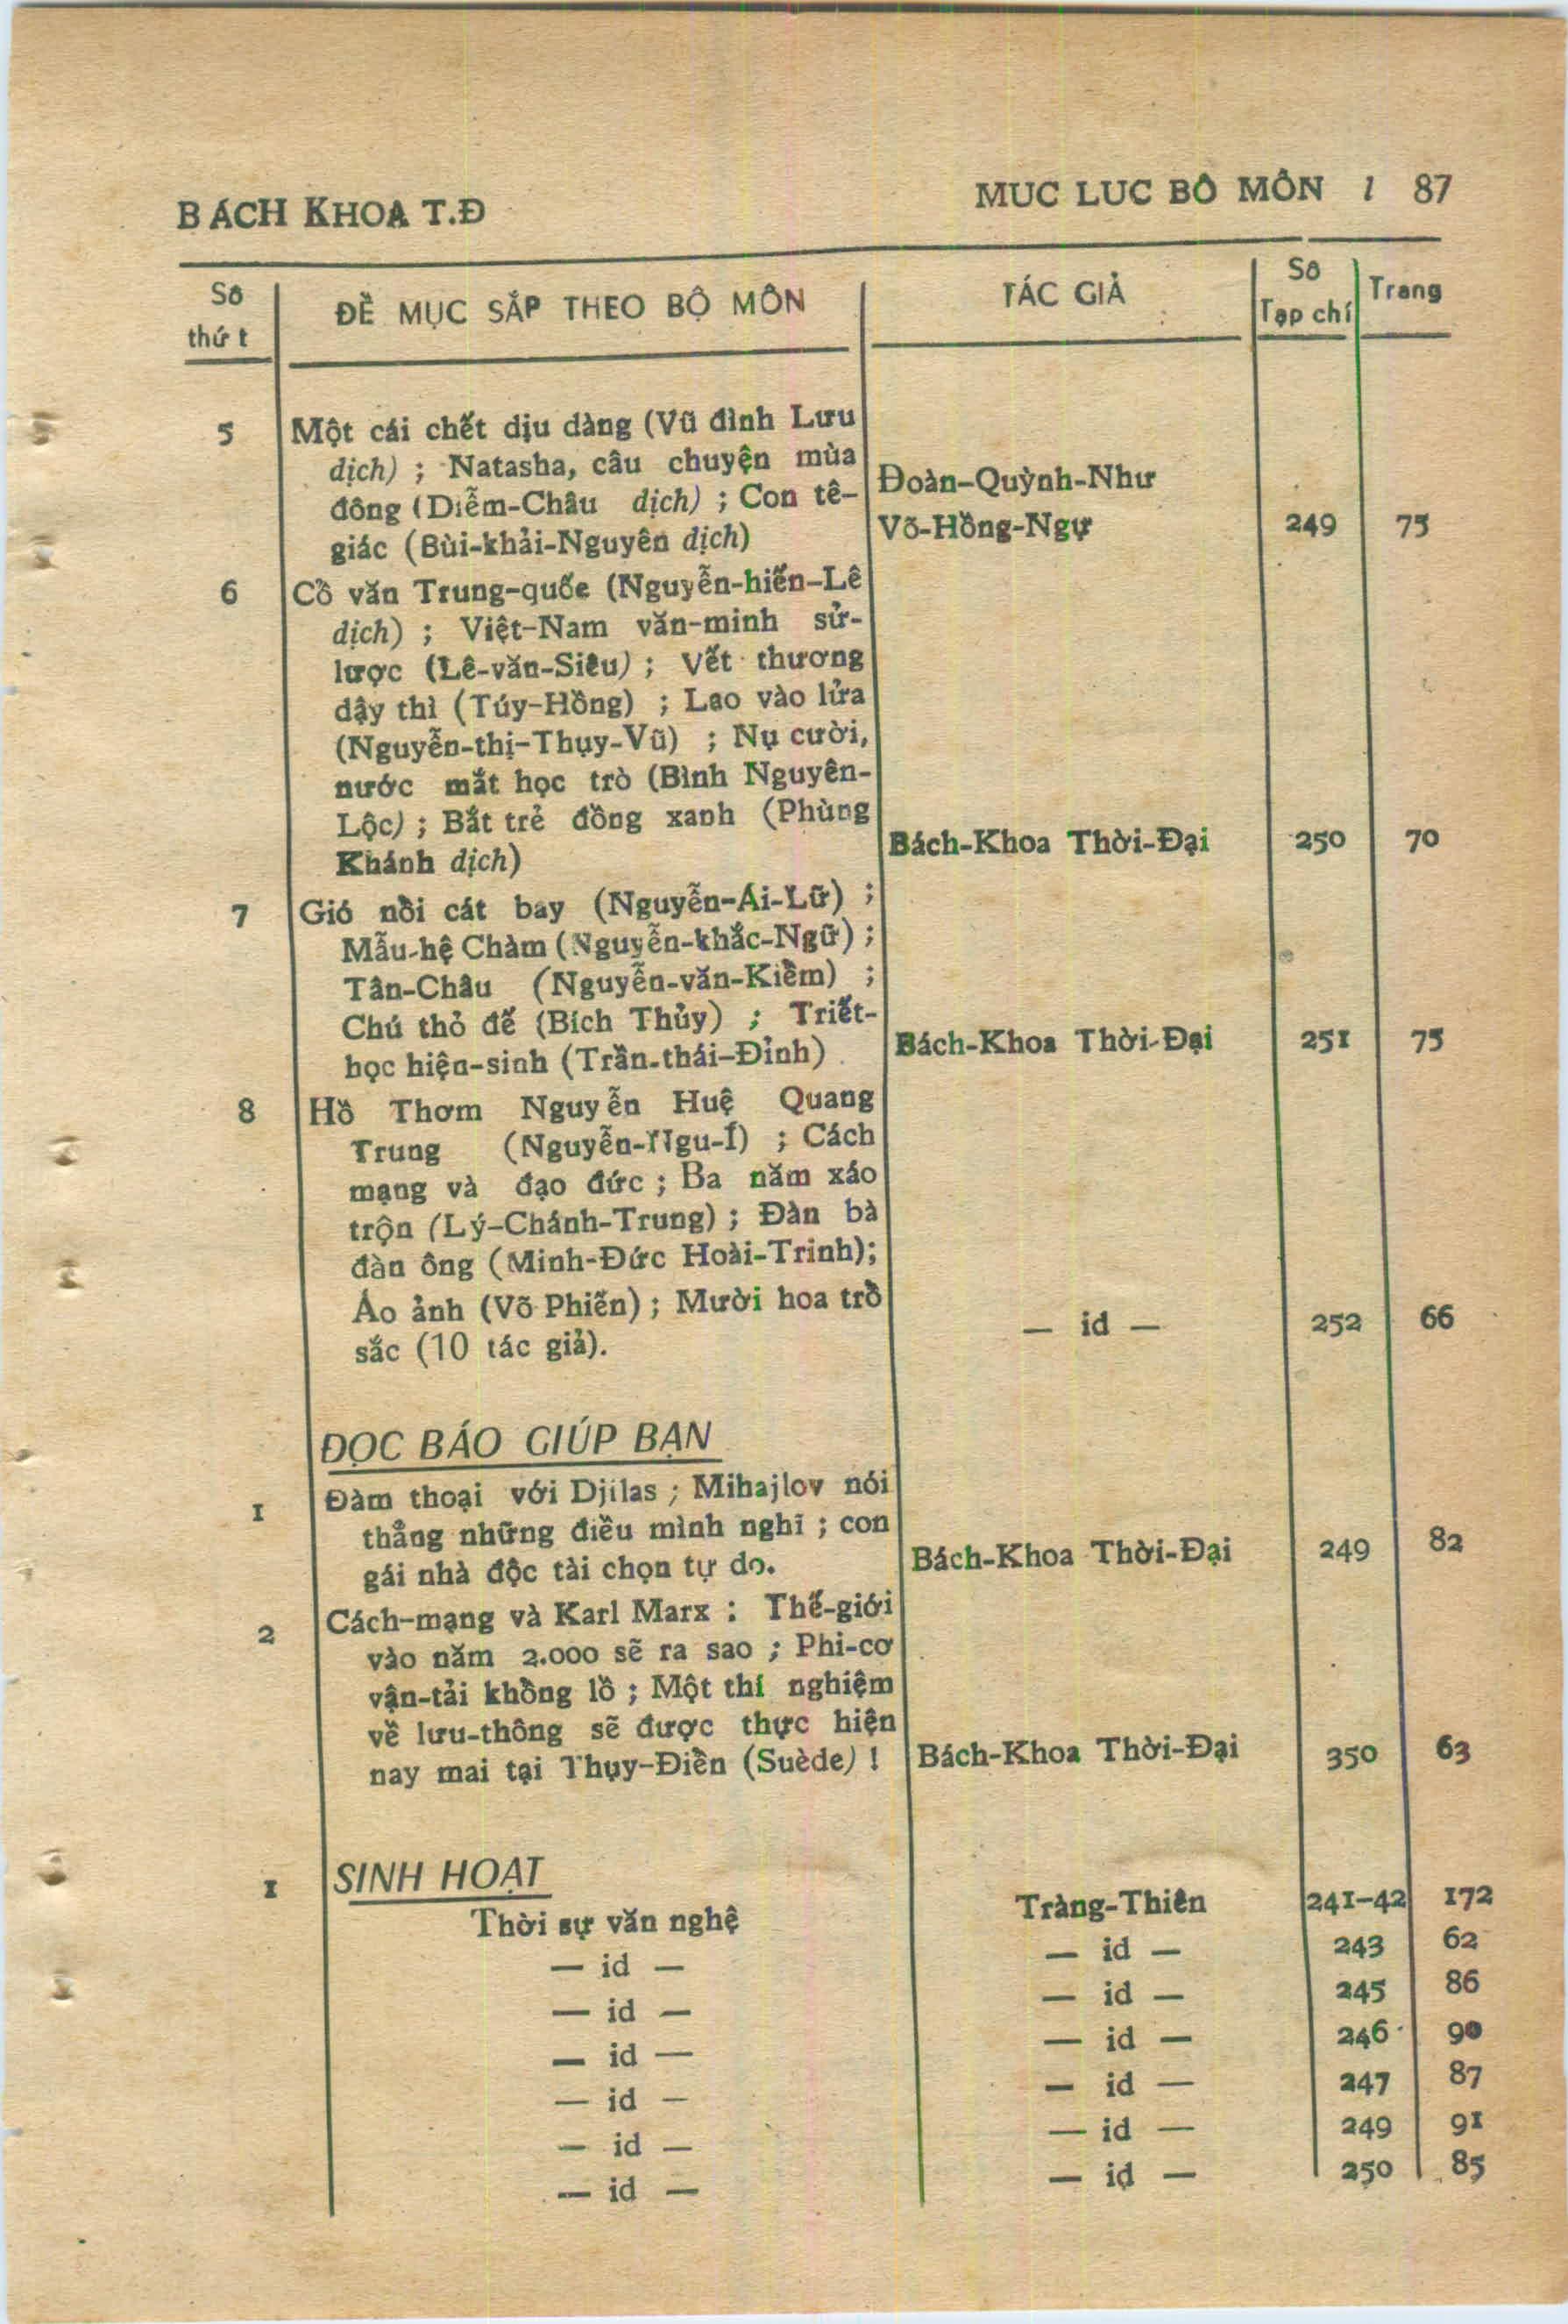 BÁCH KHOA T.Đ
MUC LUC BÔ MÔN 1 87
Số
thứ t
ĐỀ MỤC SẮP THEO BỘ MÔN
TÁC GIẢ
Số
Tạp chí
Trang
5 Một cái chết dịu dàng (Vũ đình Lưu
dịch) ; Natasha, câu chuyện mùa
đông (Diễm-Châu dịch) ; Con tê-
giác (Bùi-khải-Nguyên dịch)
Đoàn-Quỳnh-Như
Võ-Hồng-Ngự 249 75
6 Cổ văn Trung-quốc (Nguyễn-hiến-Lê
dịch) ; Việt-Nam văn-minh sử-
lược (Lê-văn-Siêu) ; Vết thương
dậy thì (Túy-Hồng) ; Lao vào lửa
(Nguyễn-thị-Thụy-Vũ) ; Nụ cười,
nước mắt học trò (Bình Nguyên-
Lộc) ; Bắt trẻ đồng xanh (Phùng
Khánh dịch)
Bách-Khoa Thời-Đại 250 70
7 Gió nổi cát bay (Nguyễn-Ái-Lữ) ;
Mẫu-hệ Chàm (Nguyễn-khắc-Ngữ) ;
Tân-Châu (Nguyễn-văn-Kiềm) ;
Chú thỏ đế (Bích Thủy) ; Triết-
học hiện-sinh (Trần-thái-Đỉnh)
Bách-Khoa Thời-Đại 251 75
8 Hồ Thơm Nguyễn Huệ Quang
Trung (Nguyễn-Ngu-Í) ; Cách
mạng và đạo đức ; Ba năm xáo
trộn (Lý-Chánh-Trung) ; Đàn bà
đàn ông (Minh-Đức Hoài-Trinh);
Ảo ảnh (Võ Phiến) ; Mười hoa trổ
sắc (10 tác giả).
— id — 252 66
ĐỌC BÁO GIÚP BẠN
1 Đàm thoại với Djilas ; Mihajlov nói
thẳng những điều mình nghĩ ; con
gái nhà độc tài chọn tự do.
Bách-Khoa Thời-Đại 249 82
2 Cách-mạng và Karl Marx : Thế-giới
vào năm 2.000 sẽ ra sao ; Phi-cơ
vận-tải khổng lồ ; Một thí nghiệm
về lưu-thông sẽ được thực hiện
nay mai tại Thụy-Điển (Suède) ! Bách-Khoa Thời-Đại 350 63
SINH HOẠT
1 Thời sự văn nghệ Tràng-Thiên 241-42 172
— id — — id — 243 62
— id — — id — 245 86
— id — — id — 246 90
— id — — id — 247 87
— id — — id — 249 91
— id — — id — 250 85